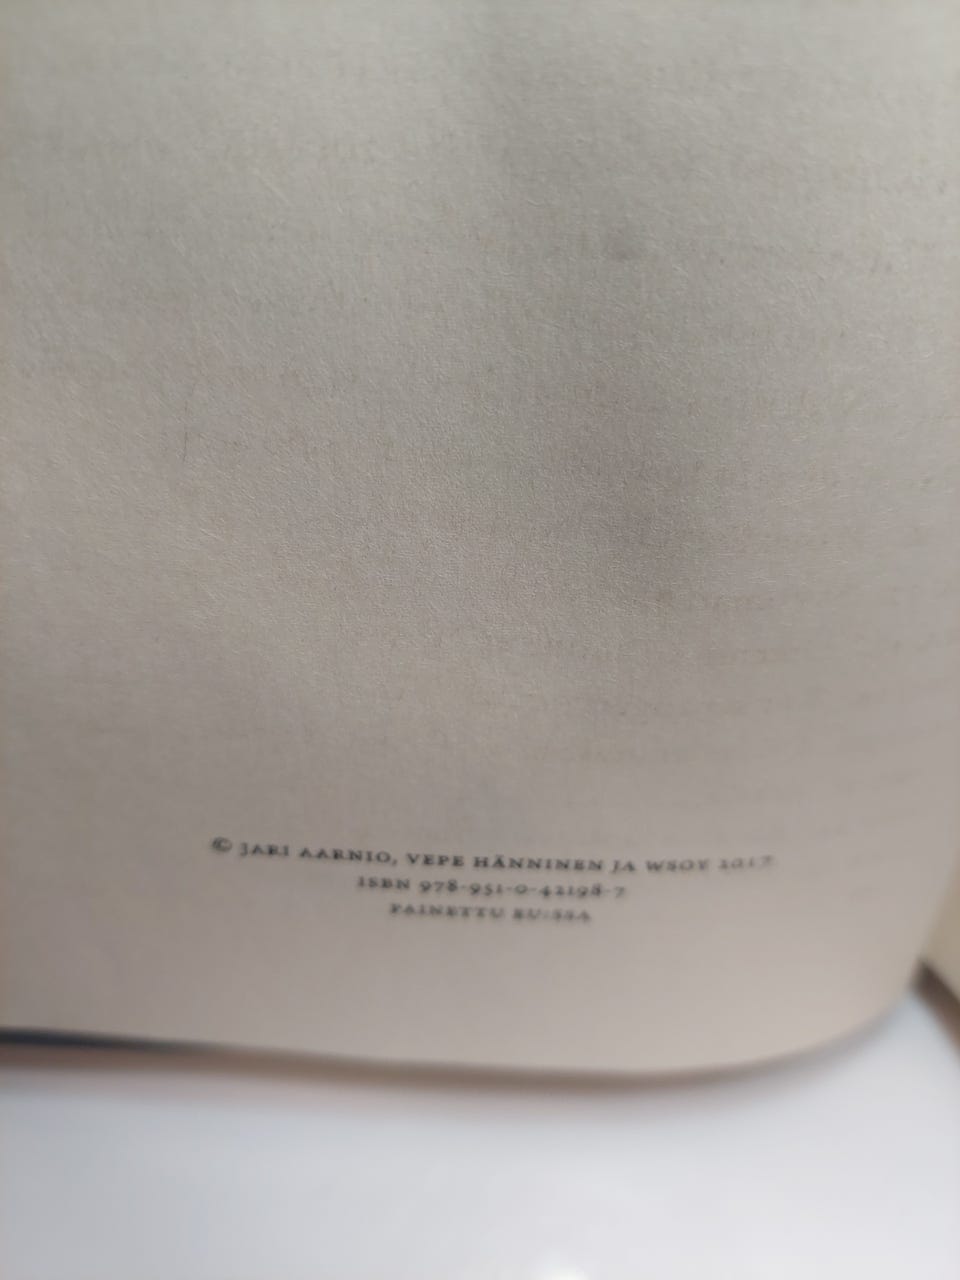 © JARI AARNIO, VEPE HÄNNINEN JA WSOY 2017
ISBN 978-951-0-42198-7
PAINETTU EU:SSA